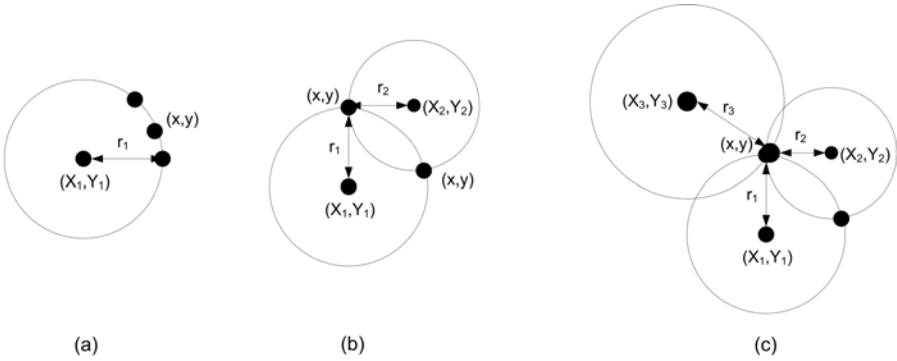 (x,y)
r₁
(X₁,Y₁)
(a)
(x,y)
r₂
(X₂,Y₂)
r₁
(x,y)
(X₁,Y₁)
(b)
(X₃,Y₃)
r₃
(x,y)
r₂
(X₂,Y₂)
r₁
(X₁,Y₁)
(c)